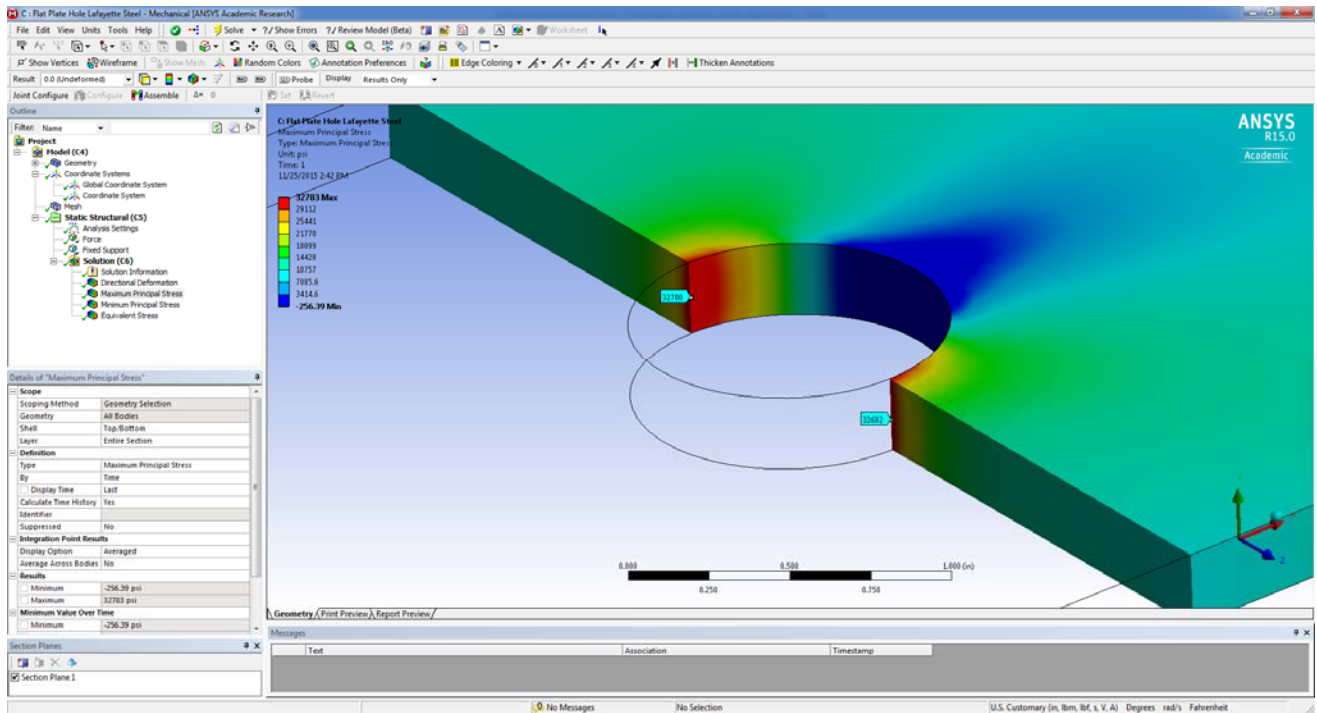 C : Flat Plate Hole Lafayette Steel - Mechanical [ANSYS Academic Research]
File Edit View Units Tools Help Solve ?/ Show Errors ?/ Review Model (Beta) Worksheet
Show Vertices Wireframe Show Mesh Random Colors Annotation Preferences Edge Coloring Thicken Annotations
Result 0.0 (Undeformed) Probe Display Results Only
Joint Configure Configure Assemble Δ= 0 Set Revert
Outline
Filter: Name
Project
Model (C4)
Geometry
Coordinate Systems
Global Coordinate System
Coordinate System
Mesh
Static Structural (C5)
Analysis Settings
Force
Fixed Support
Solution (C6)
Solution Information
Directional Deformation
Maximum Principal Stress
Minimum Principal Stress
Equivalent Stress
Details of "Maximum Principal Stress"
Scope
Scoping Method Geometry Selection
Geometry All Bodies
Shell Top/Bottom
Layer Entire Section
Definition
Type Maximum Principal Stress
By Time
Display Time Last
Calculate Time History Yes
Identifier
Suppressed No
Integration Point Results
Display Option Averaged
Average Across Bodies No
Results
Minimum -256.39 psi
Maximum 32783 psi
Minimum Value Over Time
Minimum -256.39 psi
Section Planes
Section Plane 1
C: Flat Plate Hole Lafayette Steel
Maximum Principal Stress
Type: Maximum Principal Stress
Unit: psi
Time: 1
11/25/2015 2:42 PM
32783 Max
29112
25441
21770
18099
14428
10757
7085.6
3414.6
-256.39 Min
ANSYS
R15.0
Academic
32780
32682
Y
Z
0.000 0.500 1.000 (in)
0.250 0.750
Geometry Print Preview Report Preview
Messages
Text Association Timestamp
No Messages No Selection U.S. Customary (in, lbm, lbf, s, V, A) Degrees rad/s Fahrenheit